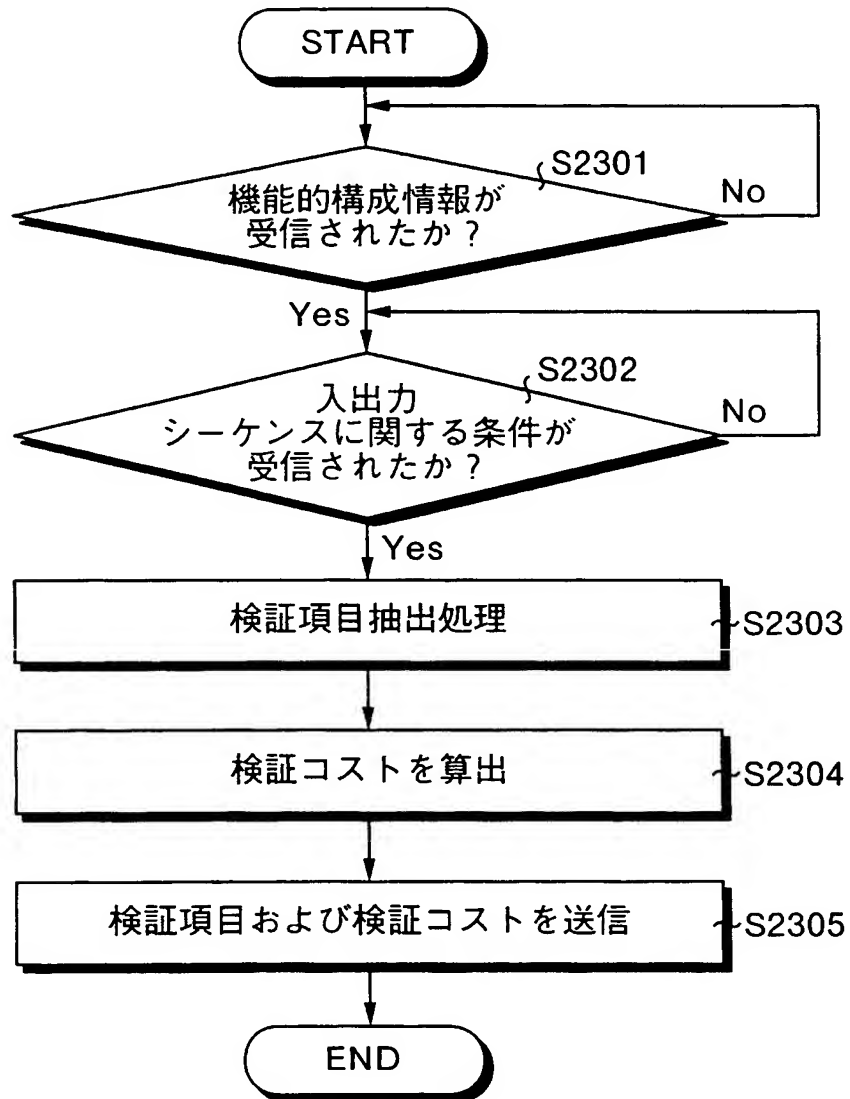 START
S2301
機能的構成情報が
受信されたか？
No
Yes
S2302
入出力
シーケンスに関する条件が
受信されたか？
No
Yes
検証項目抽出処理
S2303
検証コストを算出
S2304
検証項目および検証コストを送信
S2305
END